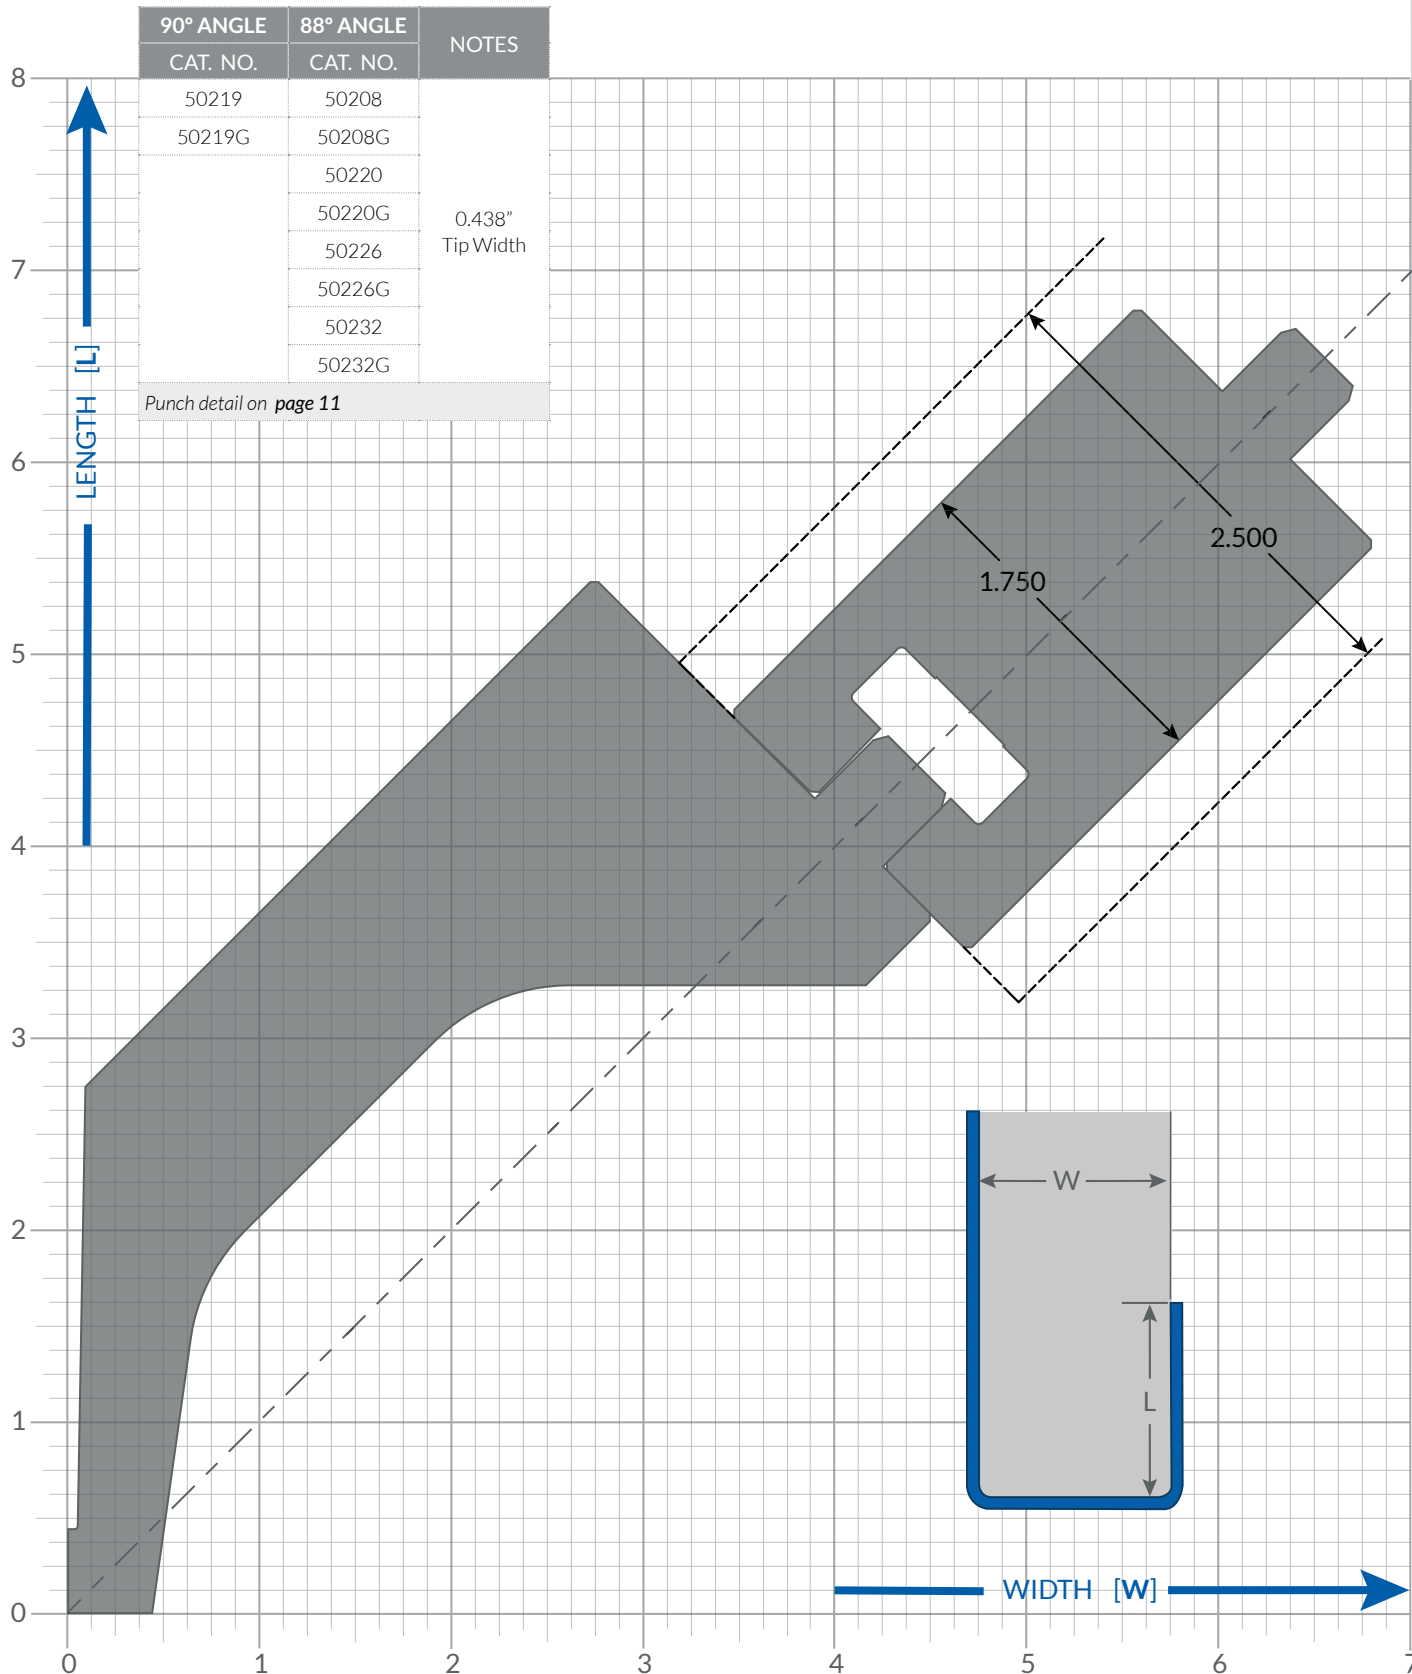 90° ANGLE 88° ANGLE NOTES
CAT. NO. CAT. NO.
50219 50208
50219G 50208G
50220
50220G
50226
50226G
50232
50232G
0.438”
Tip Width
Punch detail on page 11
8
7
6
5
4
3
2
1
0
LENGTH [L]
2.500
1.750
W
L
WIDTH [W]
0 1 2 3 4 5 6 7